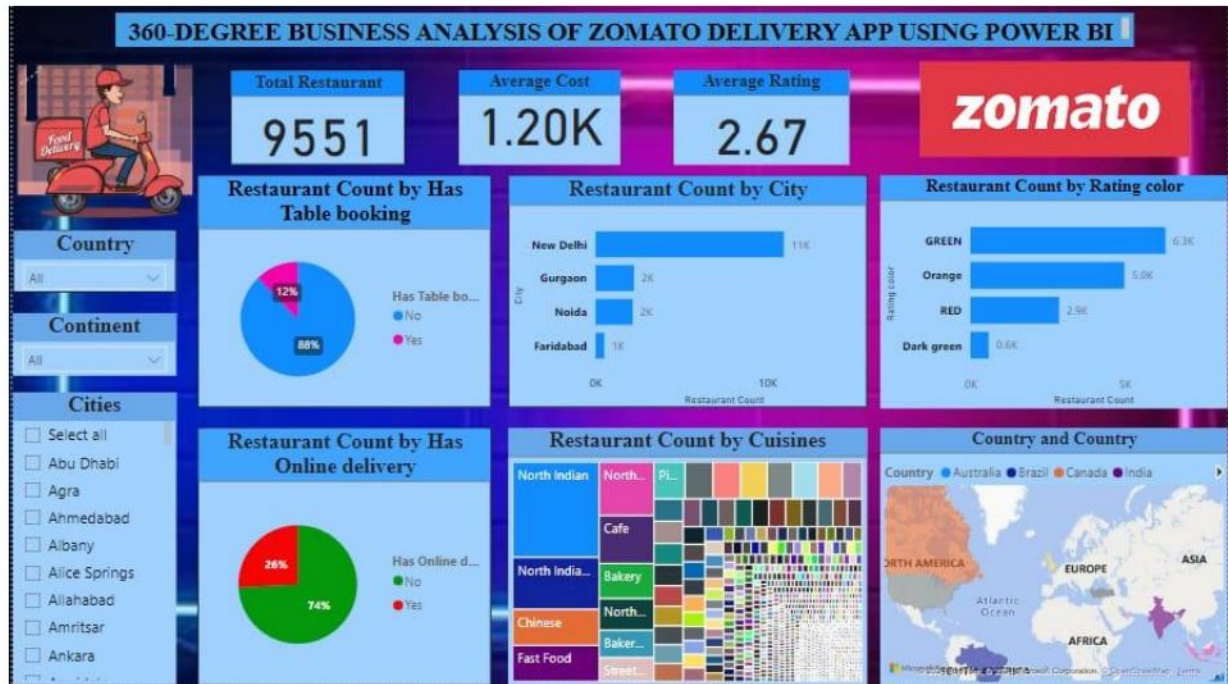 360-DEGREE BUSINESS ANALYSIS OF ZOMATO DELIVERY APP USING POWER BI
Food
Delivery
Total Restaurant
9551
Average Cost
1.20K
Average Rating
2.67
zomato
Country
All
Continent
All
Cities
Select all
Abu Dhabi
Agra
Ahmedabad
Albany
Alice Springs
Allahabad
Amritsar
Ankara
Restaurant Count by Has
Table booking
12%
88%
Has Table bo...
No
Yes
Restaurant Count by City
City
New Delhi
11K
Gurgaon
2K
Noida
2K
Faridabad
1K
0K
10K
Restaurant Count
Restaurant Count by Rating color
Rating color
GREEN
6.3K
Orange
5.0K
RED
2.9K
Dark green
0.6K
0K
5K
Restaurant Count
Restaurant Count by Has
Online delivery
26%
74%
Has Online d...
No
Yes
Restaurant Count by Cuisines
North Indian
North...
Pi...
Cafe
North India...
Bakery
Chinese
North...
Baker...
Fast Food
Street...
Country and Country
Country
Australia
Brazil
Canada
India
NORTH AMERICA
EUROPE
ASIA
Atlantic
Ocean
AFRICA
Corporation
OpenStreetMap
Terms